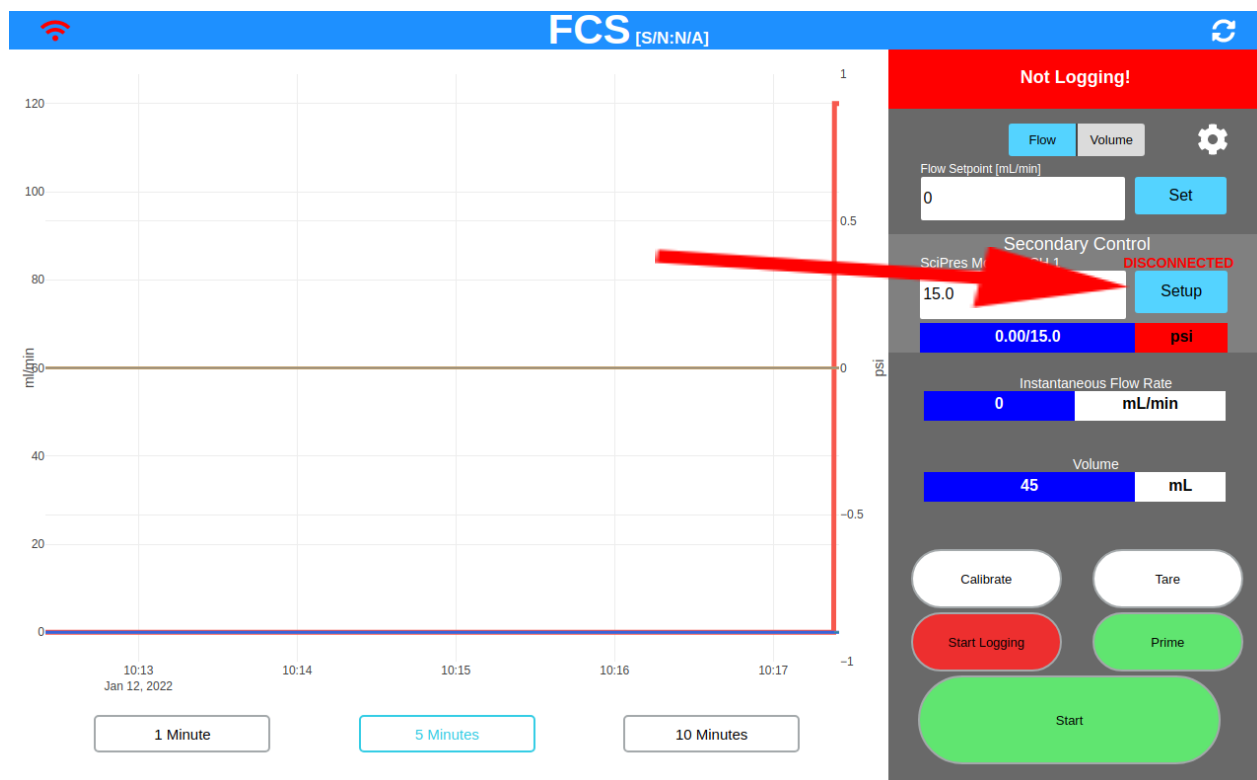 FCS [S/N:N/A]
120
100
80
60
40
20
0
ml/min
1
0.5
0
−0.5
−1
psi
10:13
Jan 12, 2022
10:14
10:15
10:16
10:17
1 Minute
5 Minutes
10 Minutes
Not Logging!
Flow
Volume
Flow Setpoint [mL/min]
0
Set
Secondary Control
SciPres
1
DISCONNECTED
15.0
Setup
0.00/15.0
psi
Instantaneous Flow Rate
0
mL/min
Volume
45
mL
Calibrate
Tare
Start Logging
Prime
Start